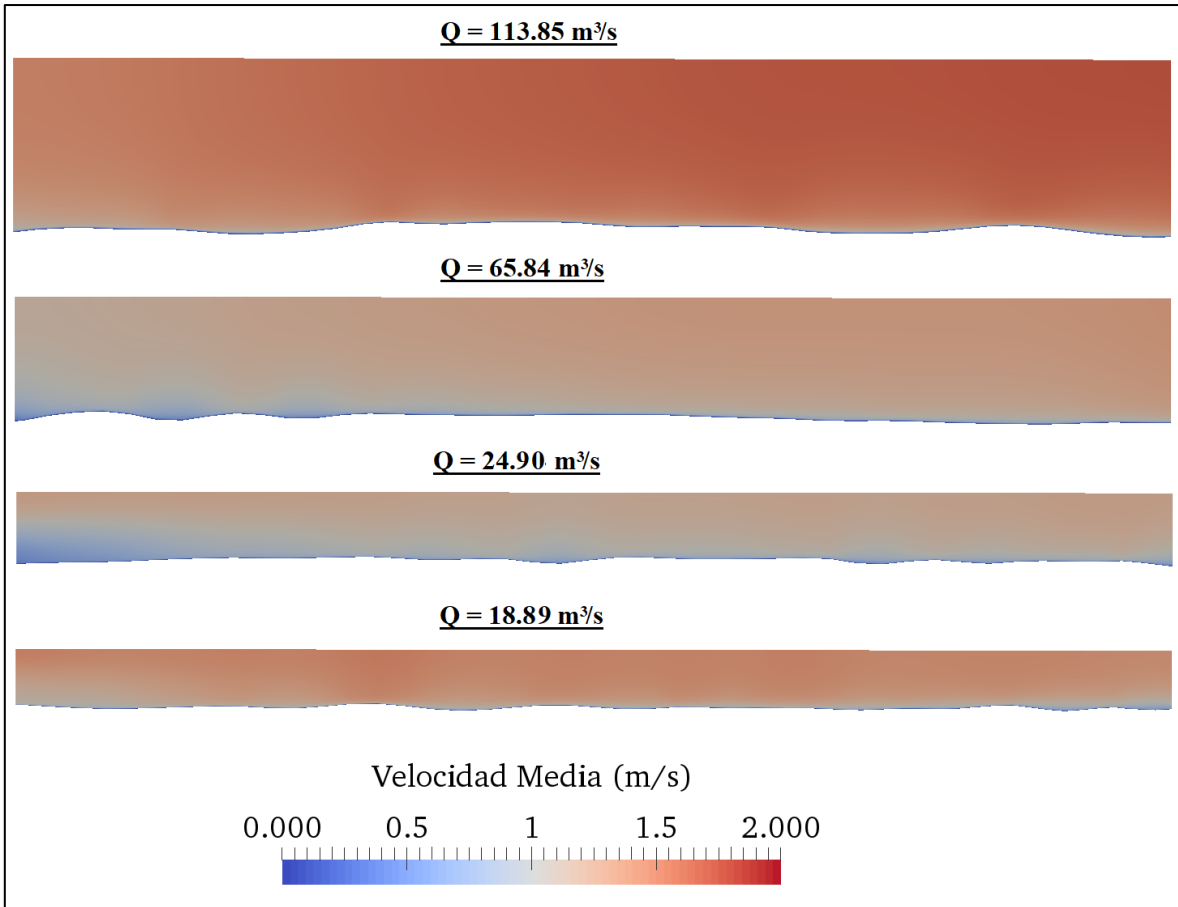 Q = 113.85 m³/s
Q = 65.84 m³/s
Q = 24.90 m³/s
Q = 18.89 m³/s
Velocidad Media (m/s)
0.000 0.5 1 1.5 2.000